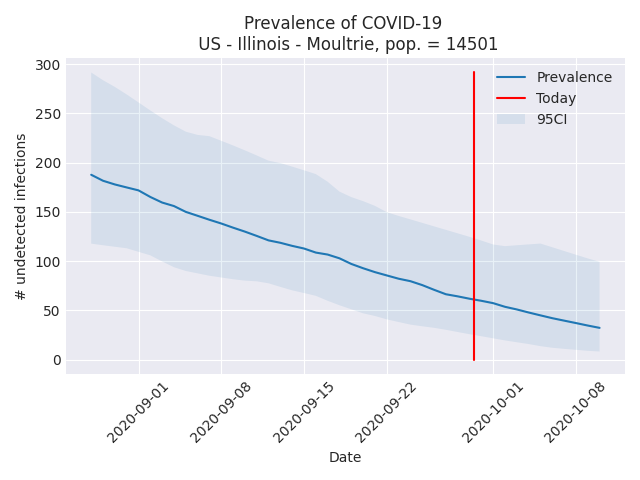 Prevalence of COVID-19
US - Illinois - Moultrie, pop. = 14501
# undetected infections
300
250
200
150
100
50
0
Prevalence
Today
95CI
2020-09-01
2020-09-08
2020-09-15
2020-09-22
2020-10-01
2020-10-08
Date